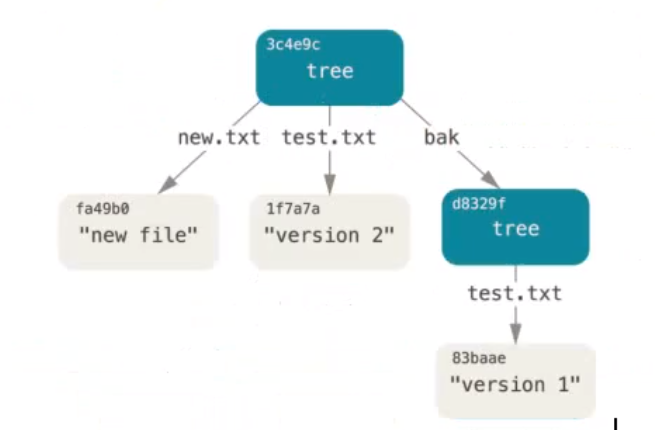 3c4e9c
tree
new.txt test.txt bak
fa49b0
"new file"
1f7a7a
"version 2"
d8329f
tree
test.txt
83baae
"version 1"